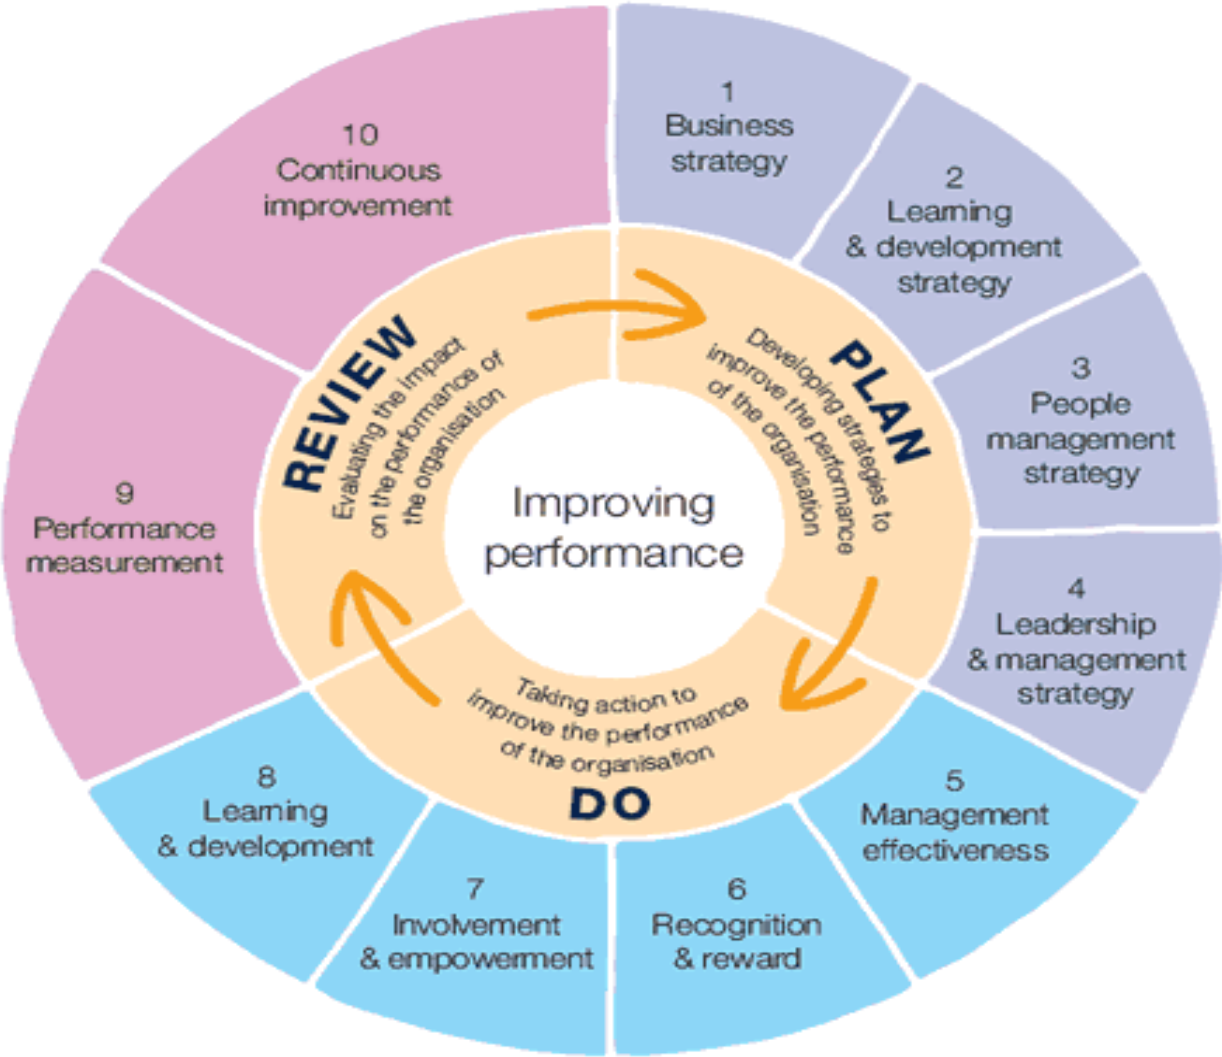 1
Business
strategy
2
Learning
& development
strategy
3
People
management
strategy
4
Leadership
& management
strategy
5
Management
effectiveness
6
Recognition
& reward
7
Involvement
& empowerment
8
Learning
& development
9
Performance
measurement
10
Continuous
improvement
PLAN
Developing strategies to
improve the performance
of the organisation
DO
Taking action to
improve the performance
of the organisation
REVIEW
Evaluating the impact
on the performance of
the organisation
Improving
performance